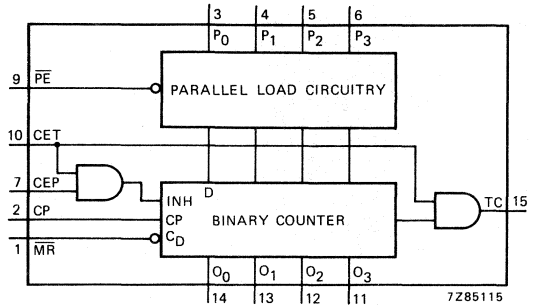 3 4 5 6
P0 P1 P2 P3
9 PE
PARALLEL LOAD CIRCUITRY
10 CET
7 CEP
D
INH
2 CP
CP
BINARY COUNTER
TC 15
1 MR
CD
O0 O1 O2 O3
14 13 12 11
7Z85115